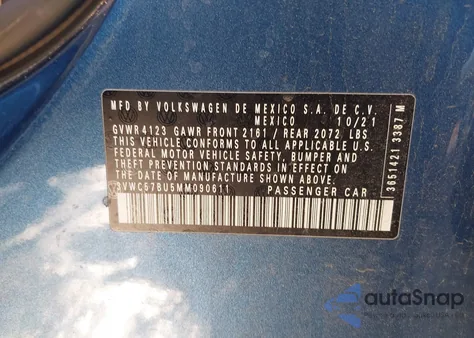 MFD BY VOLKSWAGEN DE MEXICO S.A. DE C.V.
MEXICO 10/21
GVWR 4123 GAWR FRONT 2161 / REAR 2072 LBS
THIS VEHICLE CONFORMS TO ALL APPLICABLE
FEDERAL MOTOR VEHICLE SAFETY, BUMPER AND
THEFT PREVENTION STANDARDS IN EFFECT ON
THE DATE OF MANUFACTURE SHOWN ABOVE.
3VWC57BU5MM090611 PASSENGER CAR
3651421 3387 M
autoSnap